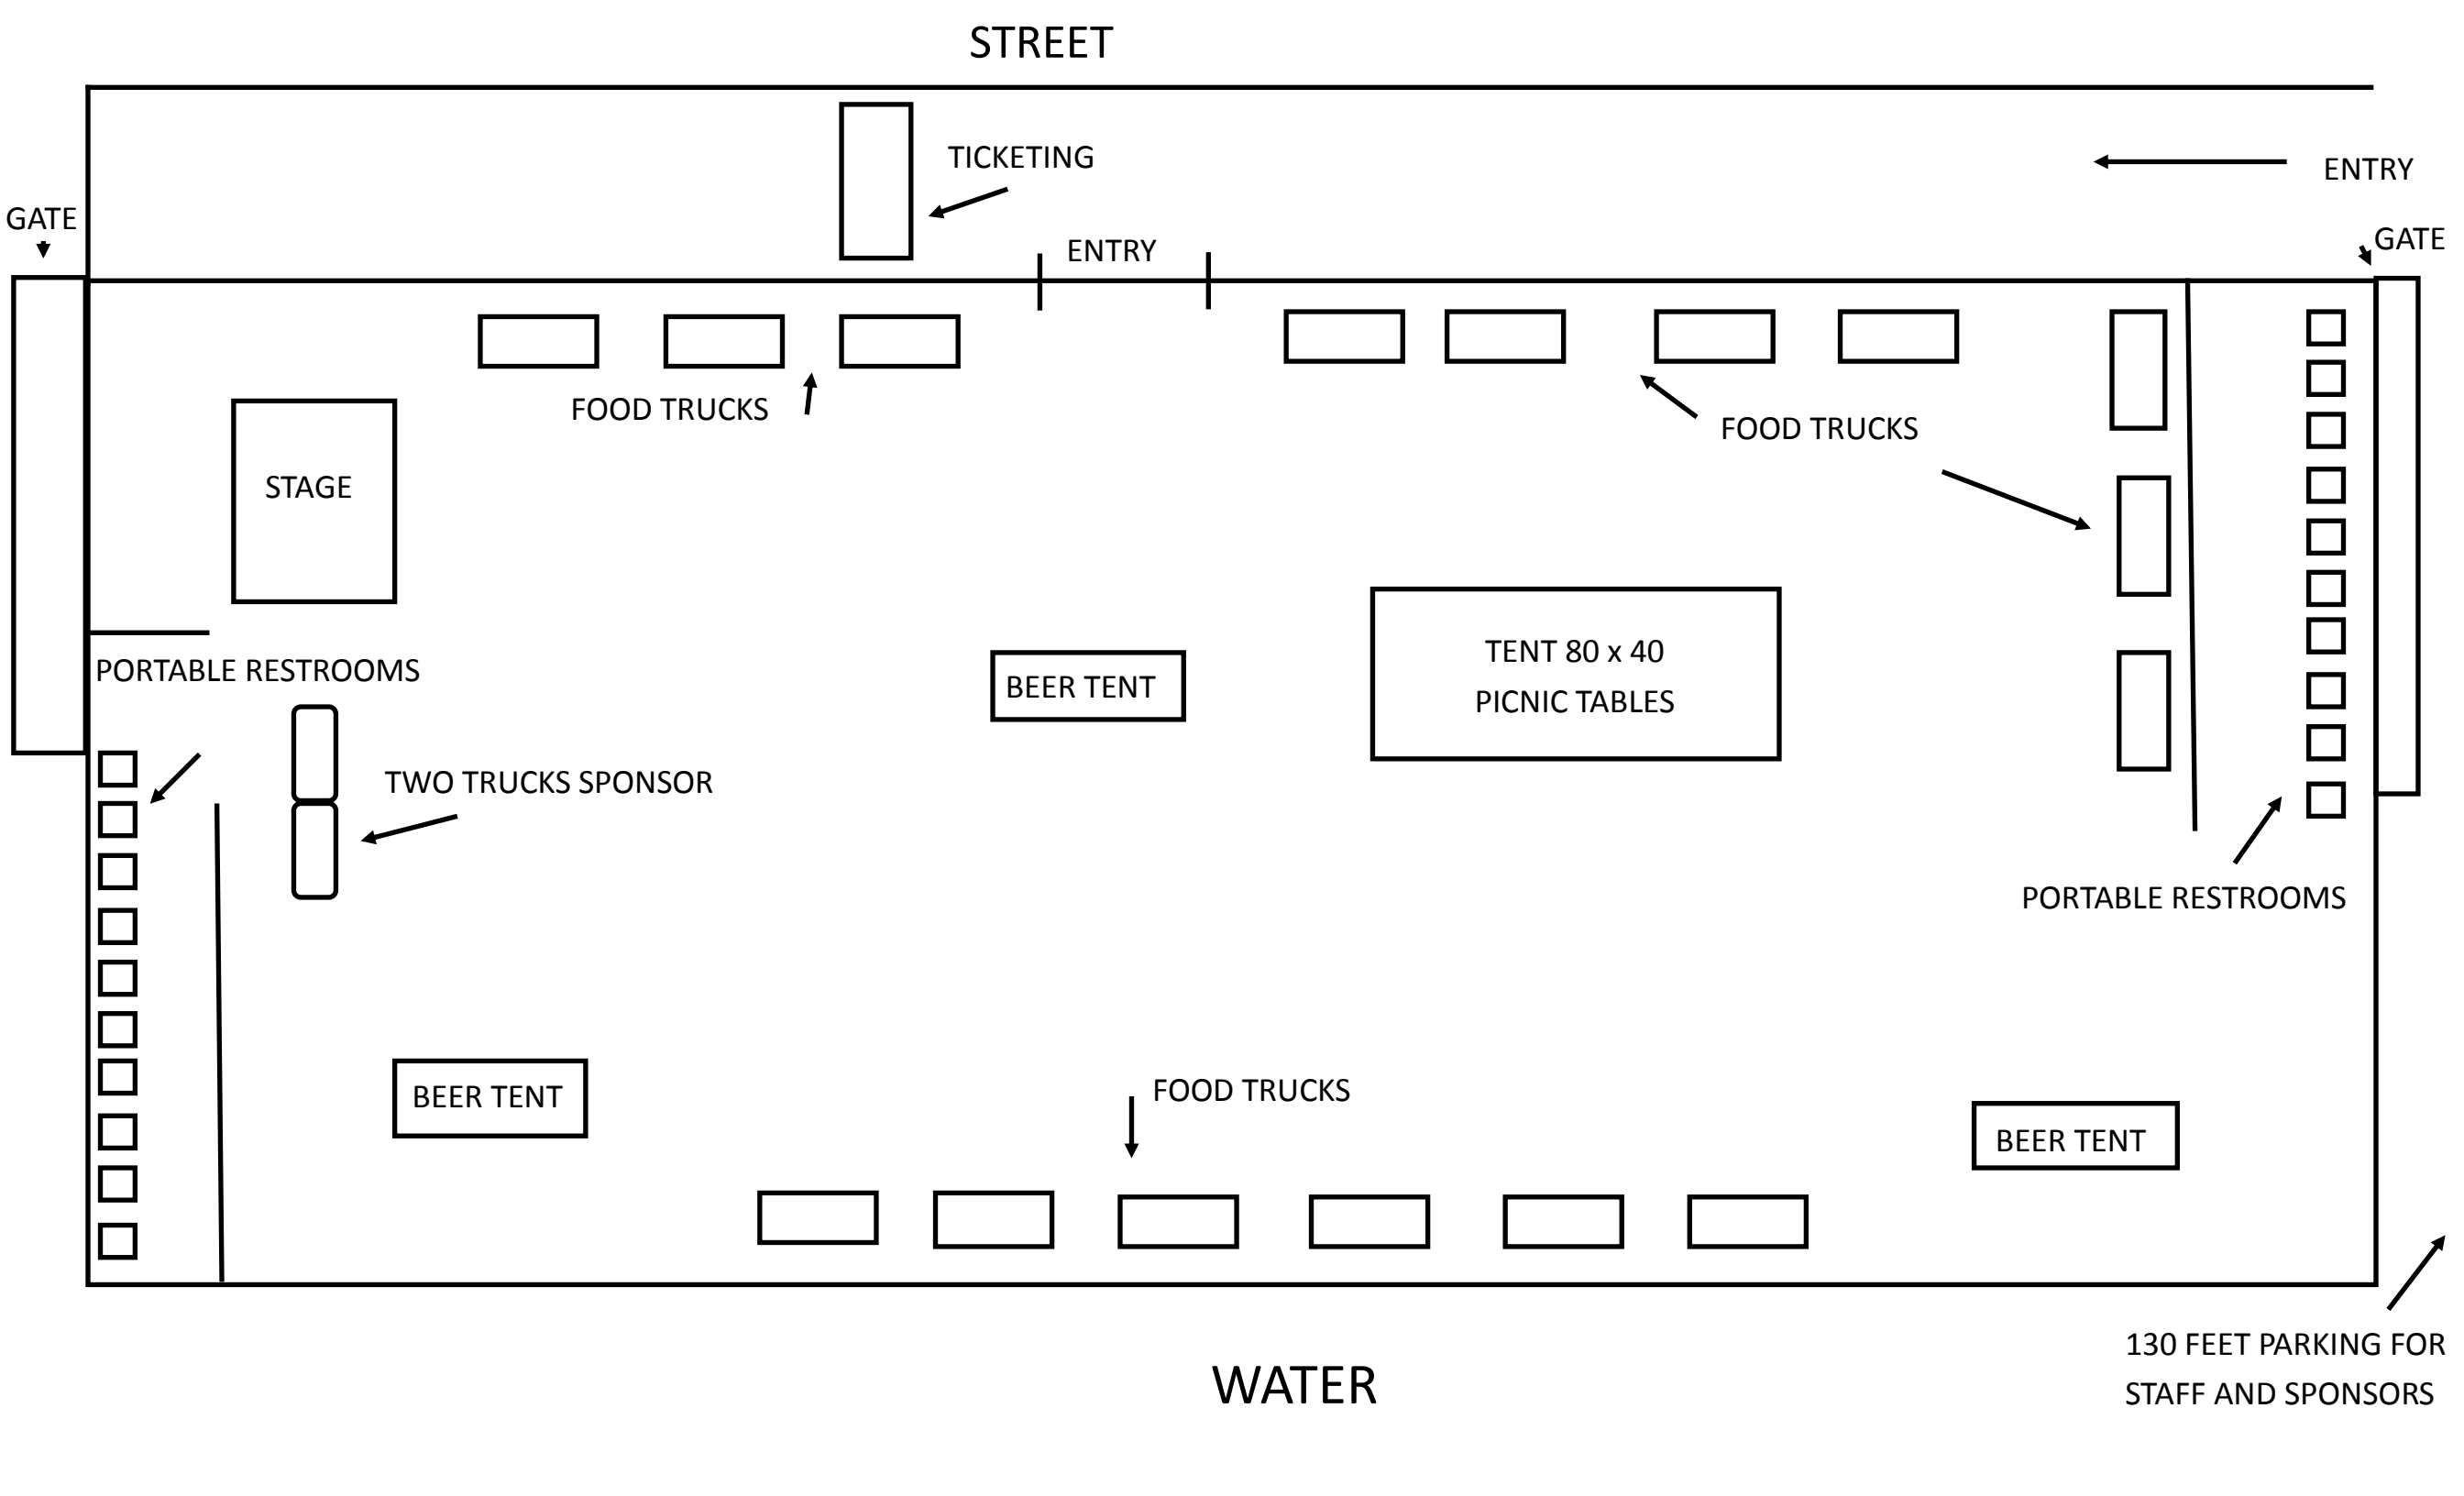 STREET
TICKETING
ENTRY
GATE
ENTRY
GATE
FOOD TRUCKS
FOOD TRUCKS
STAGE
TENT 80 x 40
PICNIC TABLES
PORTABLE RESTROOMS
BEER TENT
TWO TRUCKS SPONSOR
PORTABLE RESTROOMS
FOOD TRUCKS
BEER TENT
BEER TENT
130 FEET PARKING FOR
STAFF AND SPONSORS
WATER